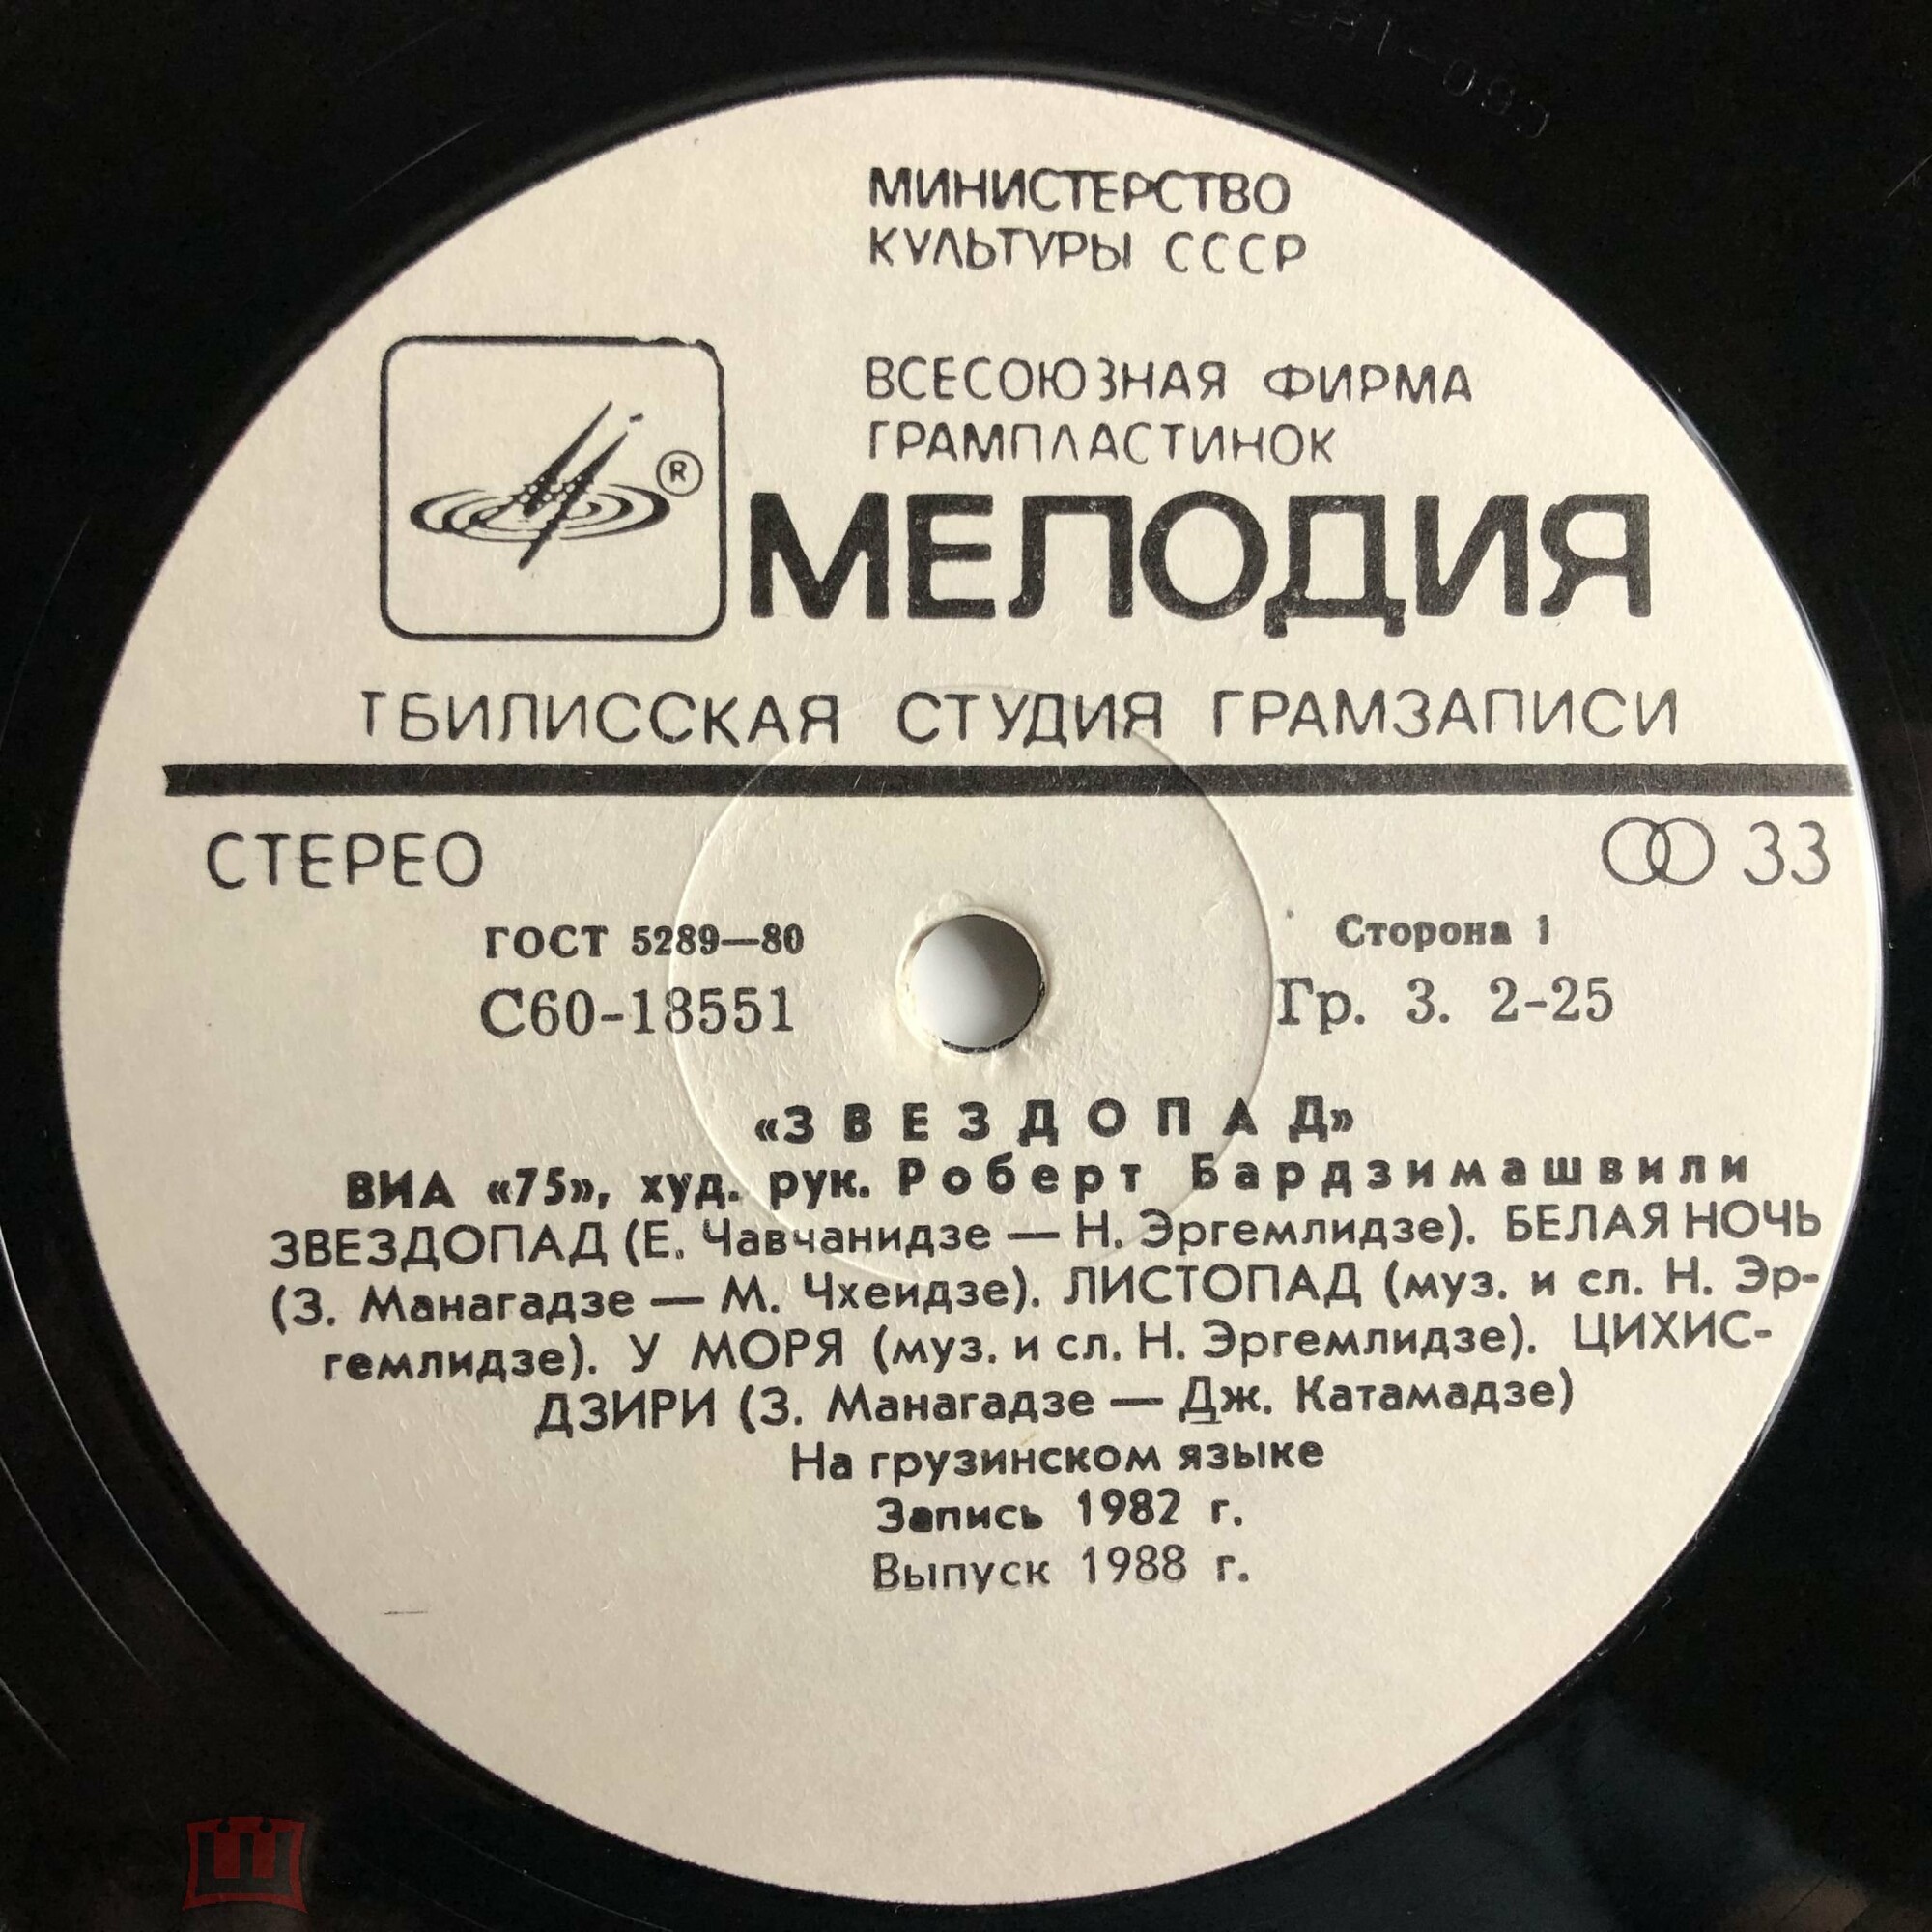 МИНИСТЕРСТВО
КУЛЬТУРЫ СССР
ВСЕСОЮЗНАЯ ФИРМА
ГРАМПЛАСТИНОК
®
МЕЛОДИЯ
ТБИЛИССКАЯ СТУДИЯ ГРАМЗАПИСИ
СТЕРЕО
33
ГОСТ 5289—80
Сторона 1
С60-18551
Гр. 3. 2-25
«ЗВЕЗДОПАД»
ВИА «75», худ. рук. Роберт Бардзимашвили
ЗВЕЗДОПАД (Е. Чавчанидзе — Н. Эргемлидзе). БЕЛАЯ НОЧЬ
(З. Манагадзе — М. Чхеидзе). ЛИСТОПАД (муз. и сл. Н. Эр-
гемлидзе). У МОРЯ (муз. и сл. Н. Эргемлидзе). ЦИХИС-
ДЗИРИ (З. Манагадзе — Дж. Катамадзе)
На грузинском языке
Запись 1982 г.
Выпуск 1988 г.
Ш